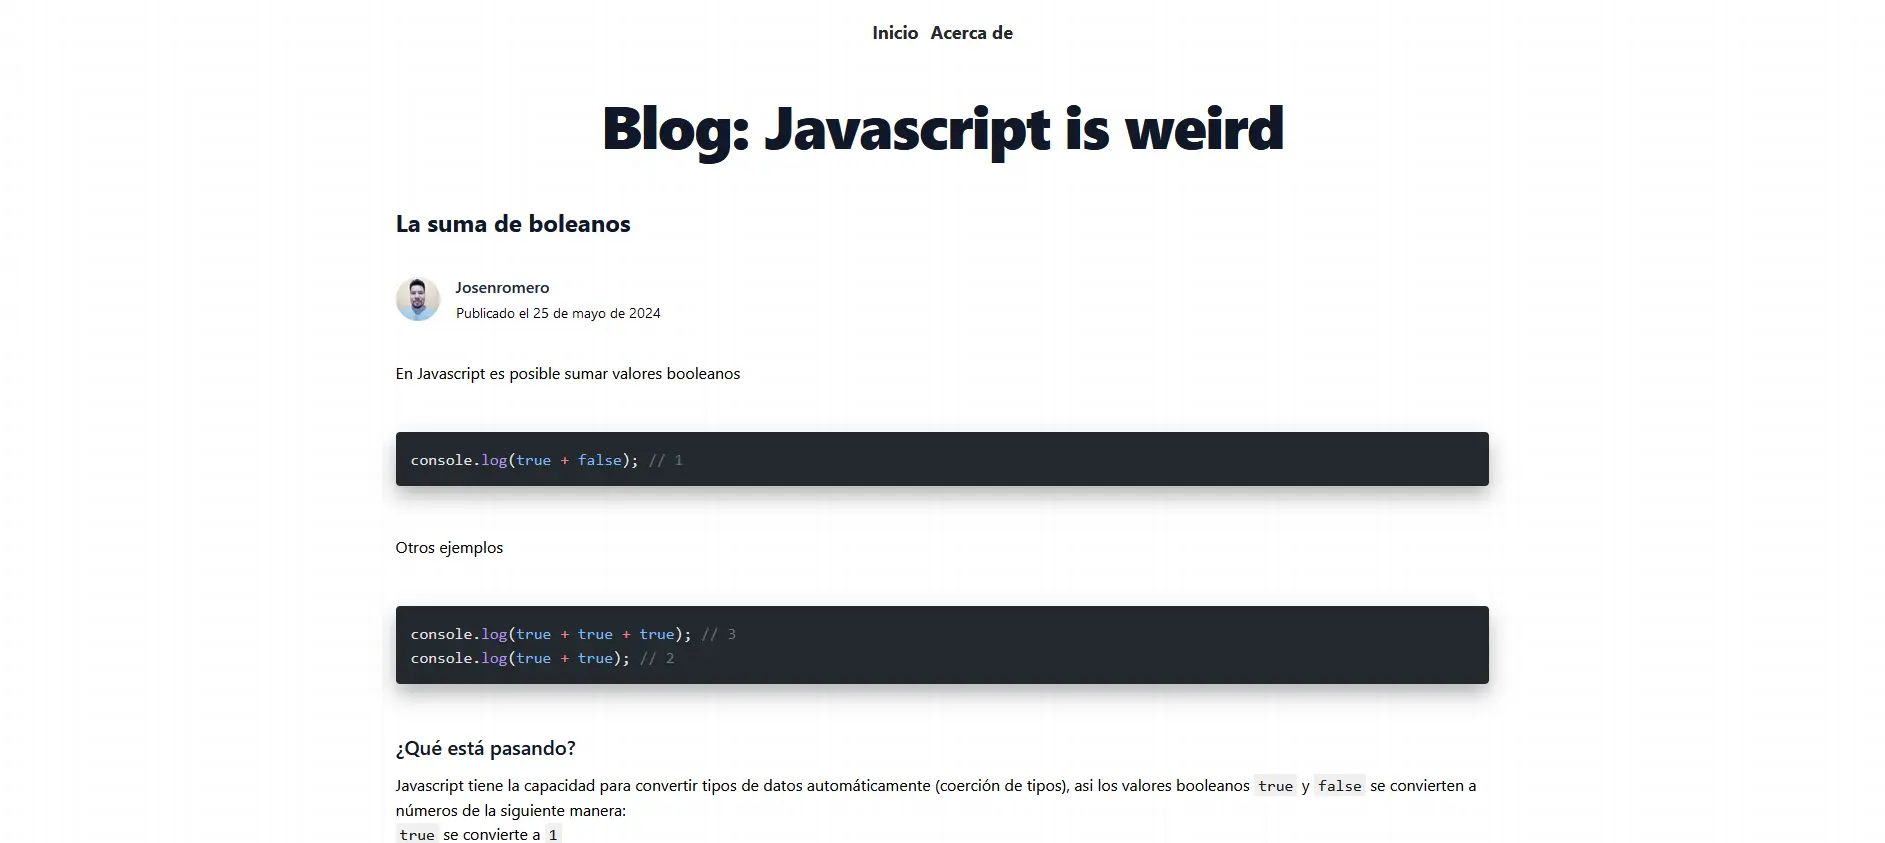 Inicio Acerca de
Blog: Javascript is weird
La suma de boleanos
Josenromero
Publicado el 25 de mayo de 2024
En Javascript es posible sumar valores booleanos
console.log(true + false); // 1
Otros ejemplos
console.log(true + true + true); // 3
console.log(true + true); // 2
¿Qué está pasando?
Javascript tiene la capacidad para convertir tipos de datos automáticamente (coerción de tipos), asi los valores booleanos true y false se convierten a
números de la siguiente manera:
true se convierte a 1